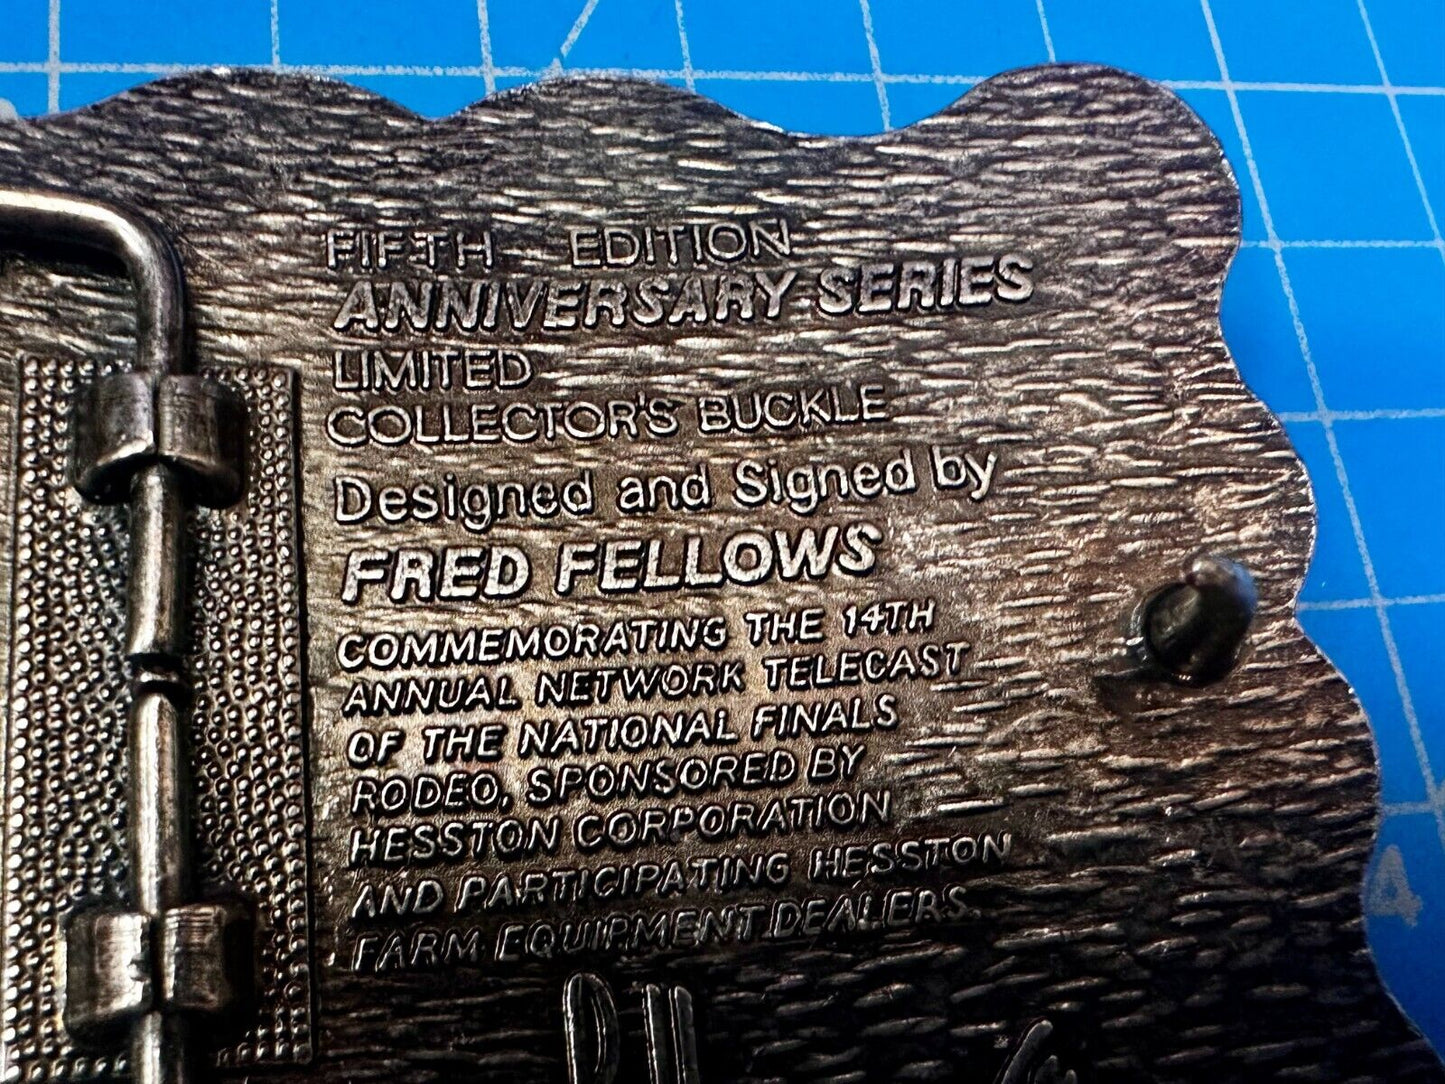 FIFTH EDITION
ANNIVERSARY SERIES
LIMITED
COLLECTOR'S BUCKLE
Designed and Signed by
FRED FELLOWS
COMMEMORATING THE 14TH
ANNUAL NETWORK TELECAST
OF THE NATIONAL FINALS
RODEO, SPONSORED BY
HESSTON CORPORATION
AND PARTICIPATING HESSTON
FARM EQUIPMENT DEALERS.
4